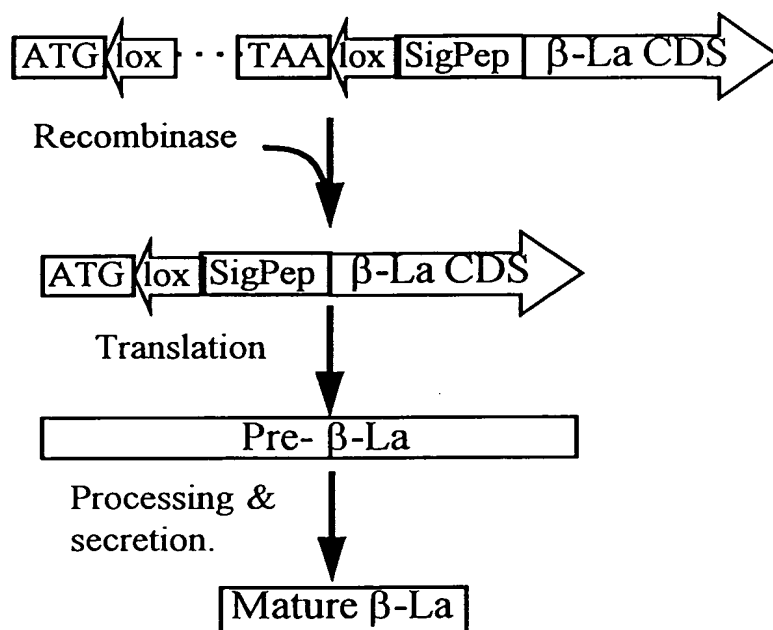 ATG lox · · · TAA lox SigPep β-La CDS
Recombinase
ATG lox SigPep β-La CDS
Translation
Pre- β-La
Processing &
secretion.
Mature β-La